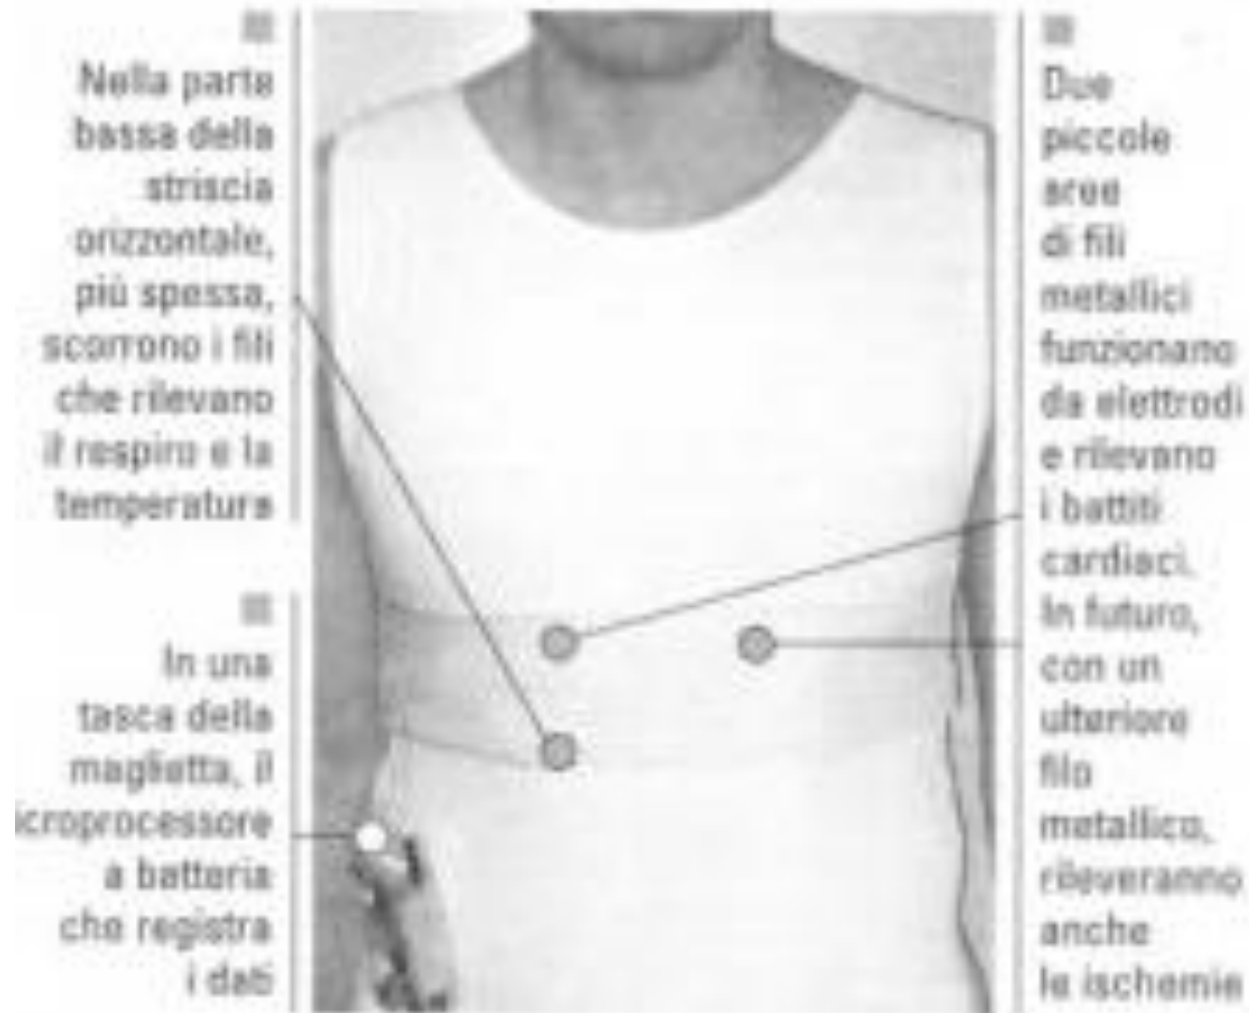 Nella parte
bassa della
striscia
orizzontale,
più spessa,
scorrono i fili
che rilevano
il respiro e la
temperatura
In una
tasca della
maglietta, il
icroprocessore
a batteria
che registra
i dati
Due
piccole
aree
di fili
metallici
funzionano
da elettrodi
e rilevano
i battiti
cardiaci.
In futuro,
con un
ulteriore
filo
metallico,
rileveranno
anche
le ischemie